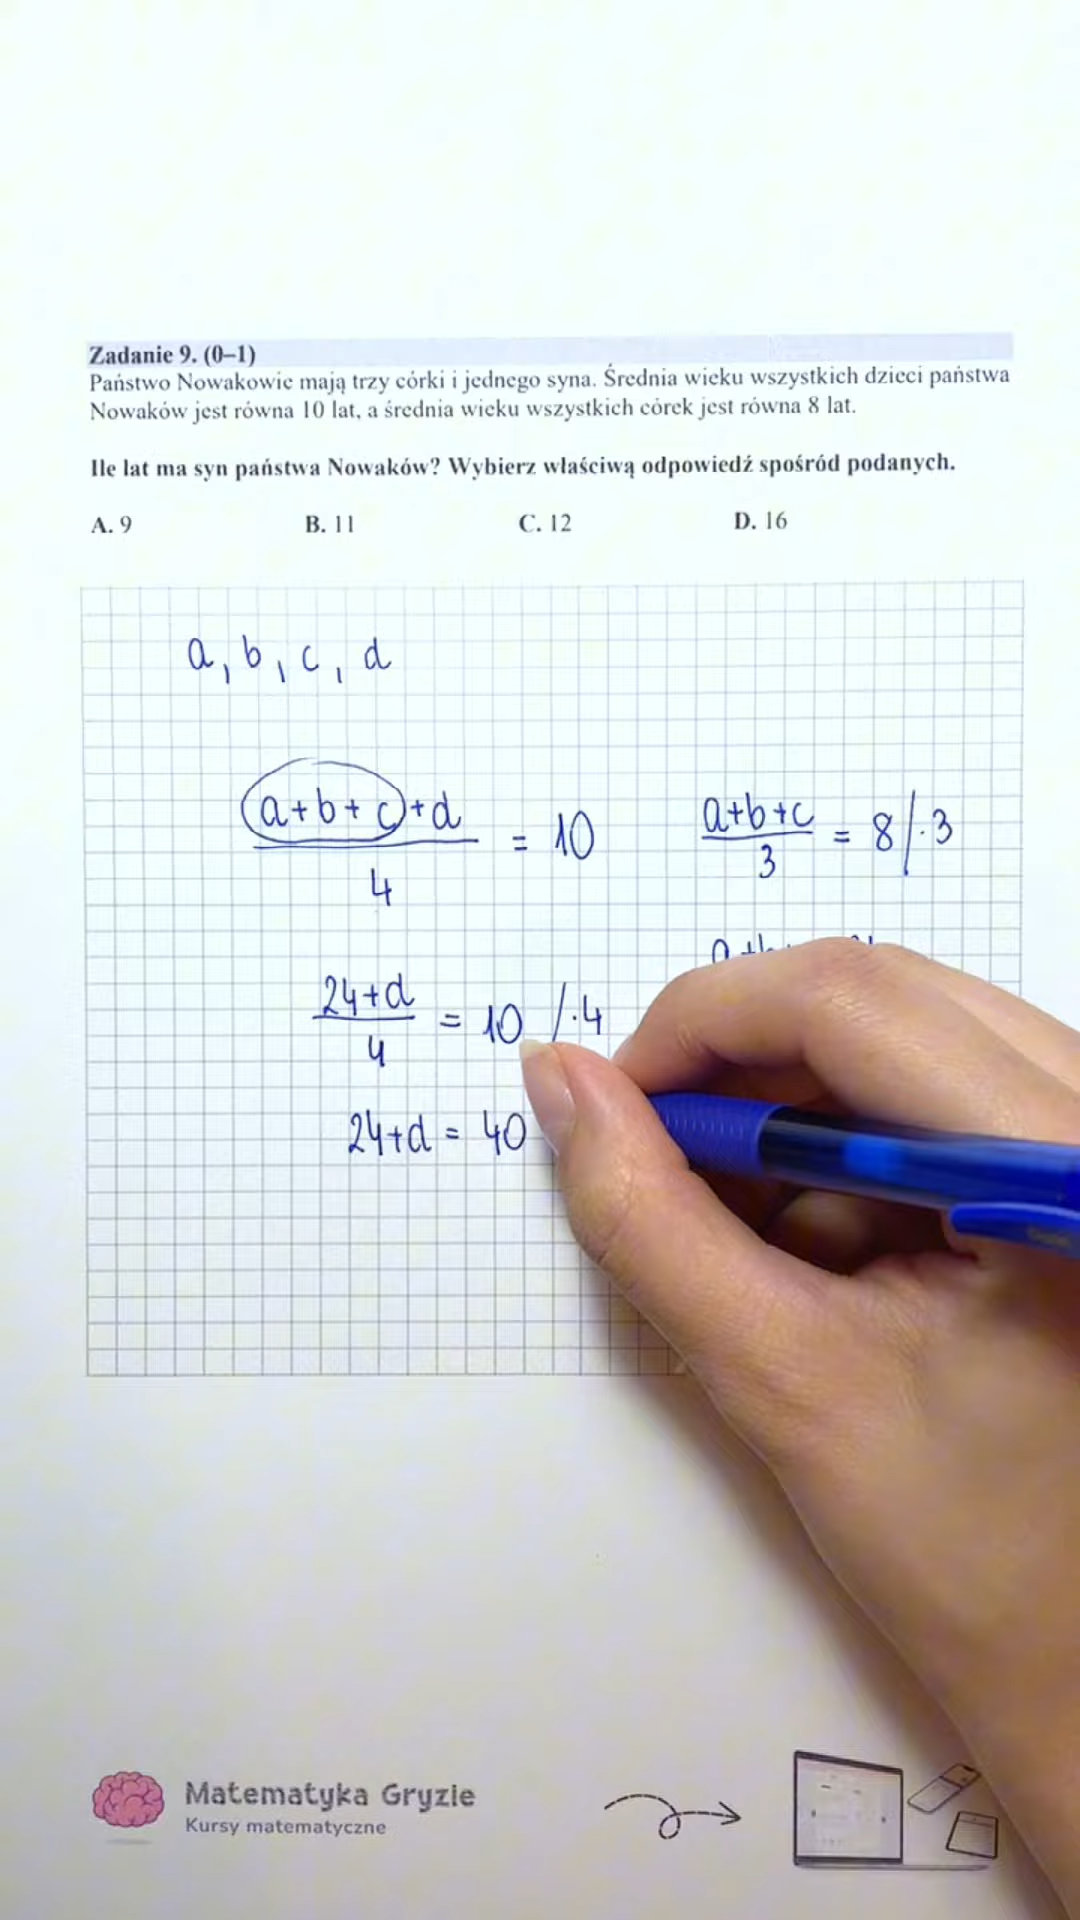 Zadanie 9. (0–1)
Państwo Nowakowie mają trzy córki i jednego syna. Średnia wieku wszystkich dzieci państwa
Nowaków jest równa 10 lat, a średnia wieku wszystkich córek jest równa 8 lat.
Ile lat ma syn państwa Nowaków? Wybierz właściwą odpowiedź spośród podanych.
A. 9 B. 11 C. 12 D. 16
a, b, c, d
(a+b+c)+d / 4 = 10
a+b+c / 3 = 8 /·3
24+d / 4 = 10 /·4
24+d = 40
Matematyka Gryzie
Kursy matematyczne